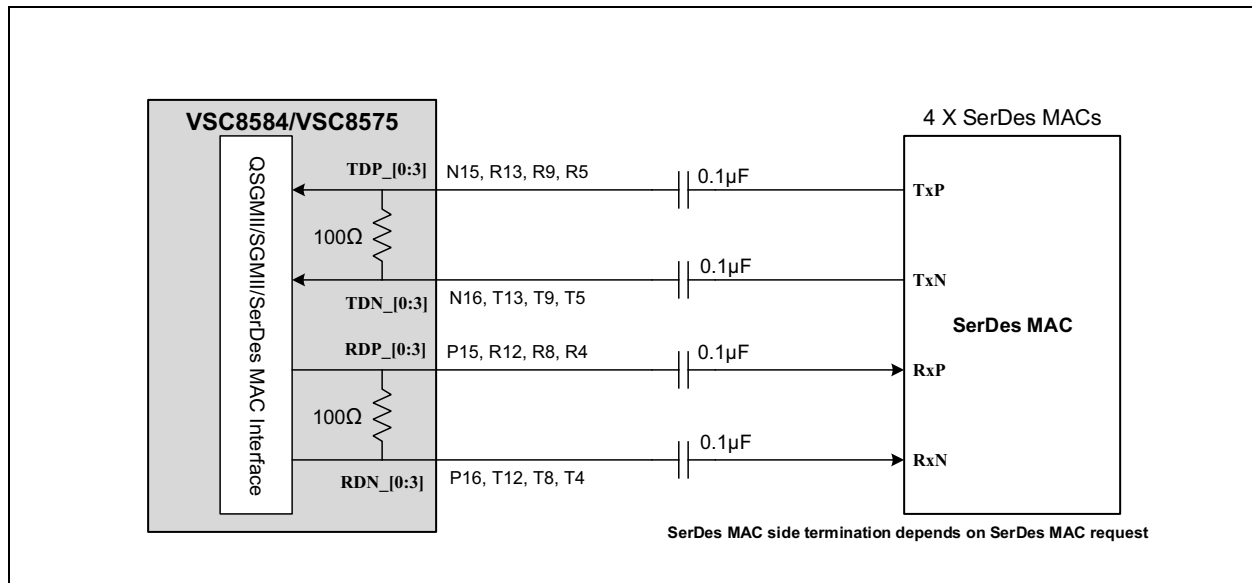 VSC8584/VSC8575
4 X SerDes MACs
QSGMII/SGMII/SerDes MAC Interface
TDP_[0:3]
N15, R13, R9, R5
0.1µF
TxP
100Ω
0.1µF
TxN
TDN_[0:3]
N16, T13, T9, T5
SerDes MAC
RDP_[0:3]
P15, R12, R8, R4
0.1µF
RxP
100Ω
0.1µF
RxN
RDN_[0:3]
P16, T12, T8, T4
SerDes MAC side termination depends on SerDes MAC request